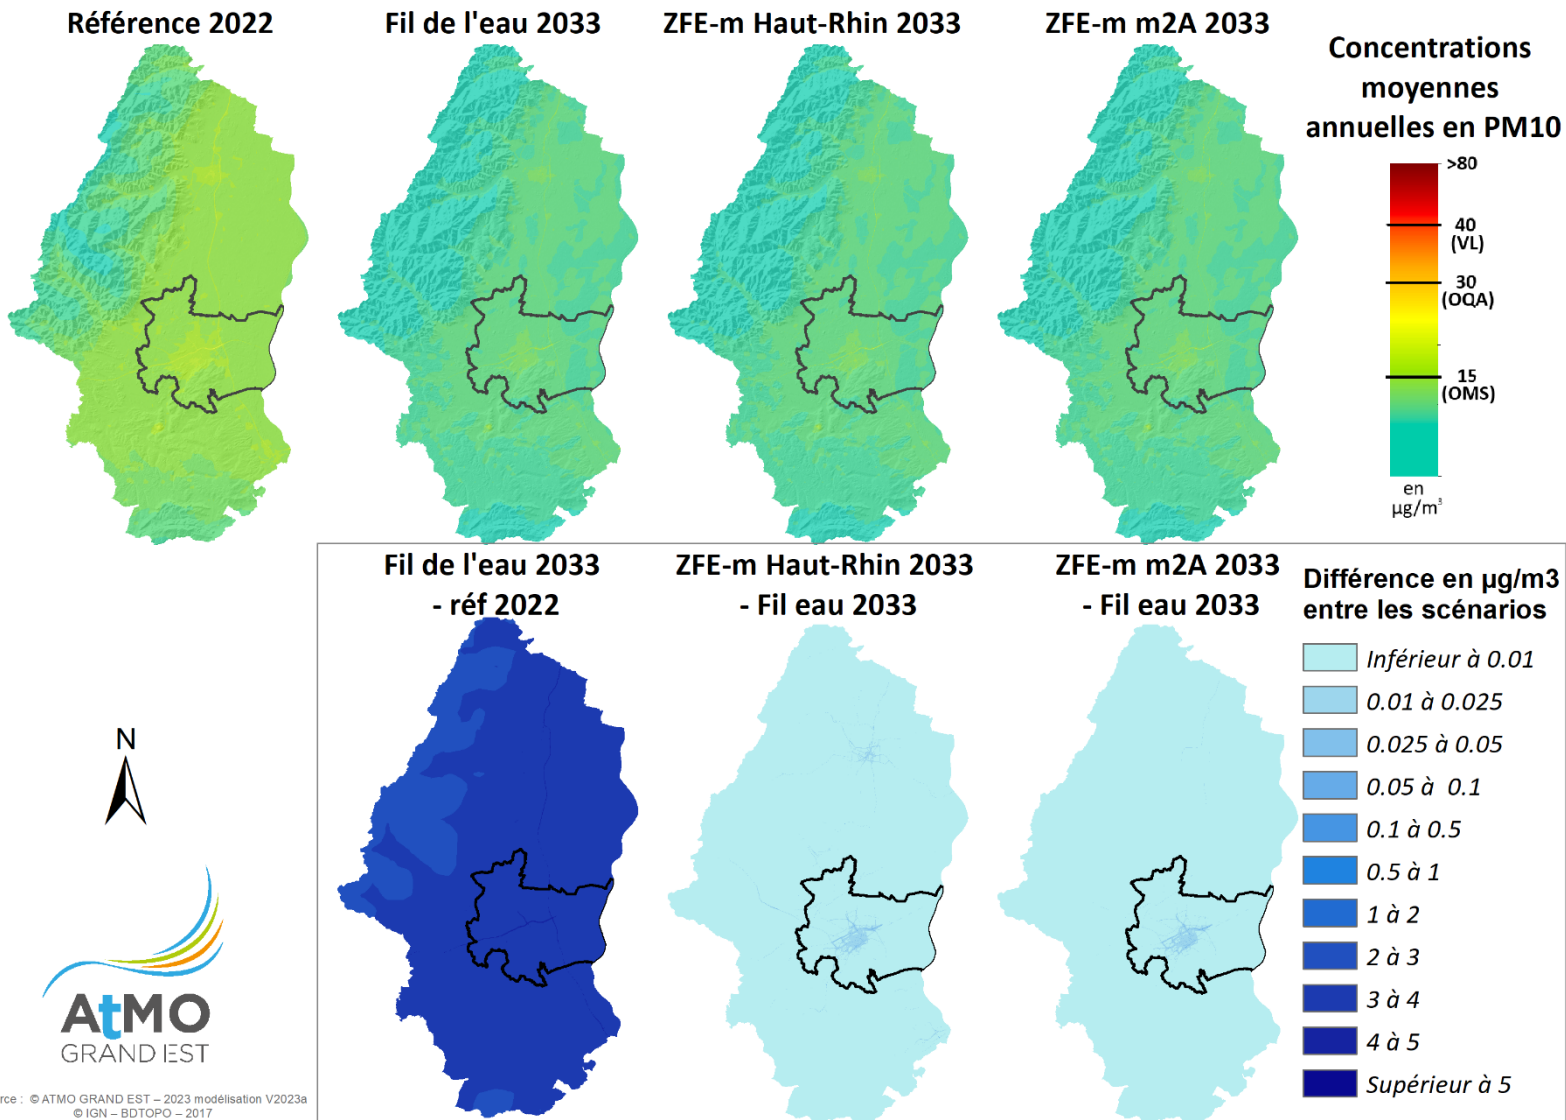 Référence 2022
Fil de l'eau 2033
ZFE-m Haut-Rhin 2033
ZFE-m m2A 2033
Concentrations
moyennes
annuelles en PM10
>80
40
(VL)
30
(OQA)
15
(OMS)
en
µg/m³
Fil de l'eau 2033
- réf 2022
ZFE-m Haut-Rhin 2033
- Fil eau 2033
ZFE-m m2A 2033
- Fil eau 2033
Différence en µg/m3
entre les scénarios
Inférieur à 0.01
0.01 à 0.025
0.025 à 0.05
0.05 à 0.1
0.1 à 0.5
0.5 à 1
1 à 2
2 à 3
3 à 4
4 à 5
Supérieur à 5
N
AtMO
GRAND EST
rce : © ATMO GRAND EST – 2023 modélisation V2023a
© IGN – BDTOPO – 2017